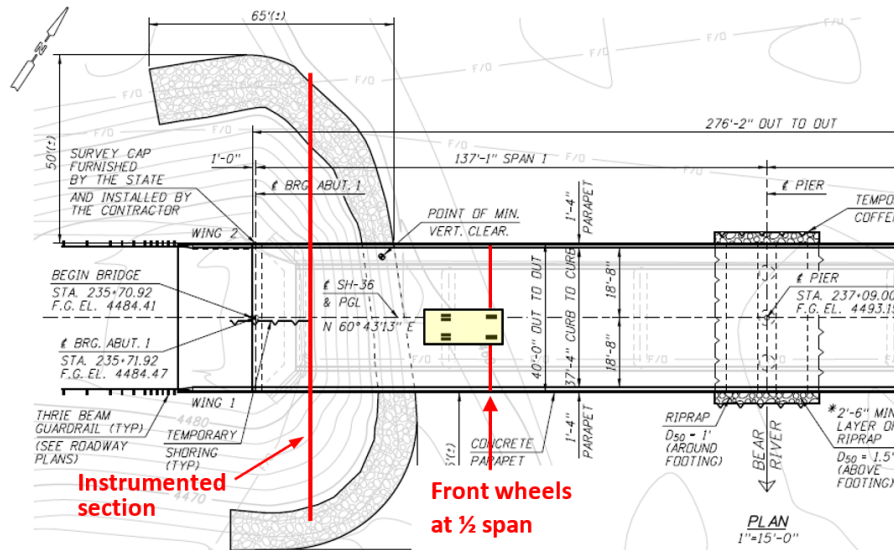 65'(±)
N
50'(±)
F/O
F/O
F/O
276'-2" OUT TO OUT
SURVEY CAP
FURNISHED
BY THE STATE
AND INSTALLED BY
THE CONTRACTOR
1'-0"
137'-1" SPAN 1
℄ BRG. ABUT. 1
℄ PIER
WING 2
POINT OF MIN.
VERT. CLEAR.
1'-4"
PARAPET
TEMPO
COFFE
BEGIN BRIDGE
STA. 235+70.92
F.G. EL. 4484.41
℄ SH-36
& PGL
N 60°43'13" E
40'-0" OUT TO OUT
37'-4" CURB TO CURB
18'-8"
18'-8"
℄ PIER
STA. 237+09.00
F.G. EL. 4493.15
℄ BRG. ABUT. 1
STA. 235+71.92
F.G. EL. 4484.47
F/O
F/O
WING 1
THRIE BEAM
GUARDRAIL (TYP)
(SEE ROADWAY
PLANS)
4480
TEMPORARY
SHORING
(TYP)
CONCRETE
PARAPET
1'-4"
PARAPET
RIPRAP
D50 = 1'
(AROUND
FOOTING)
BEAR
RIVER
*2'-6" MIN
LAYER OF
RIPRAP
D50 = 1.5'
(ABOVE
FOOTING)
4470
Instrumented
section
Front wheels
at ½ span
PLAN
1"=15'-0"